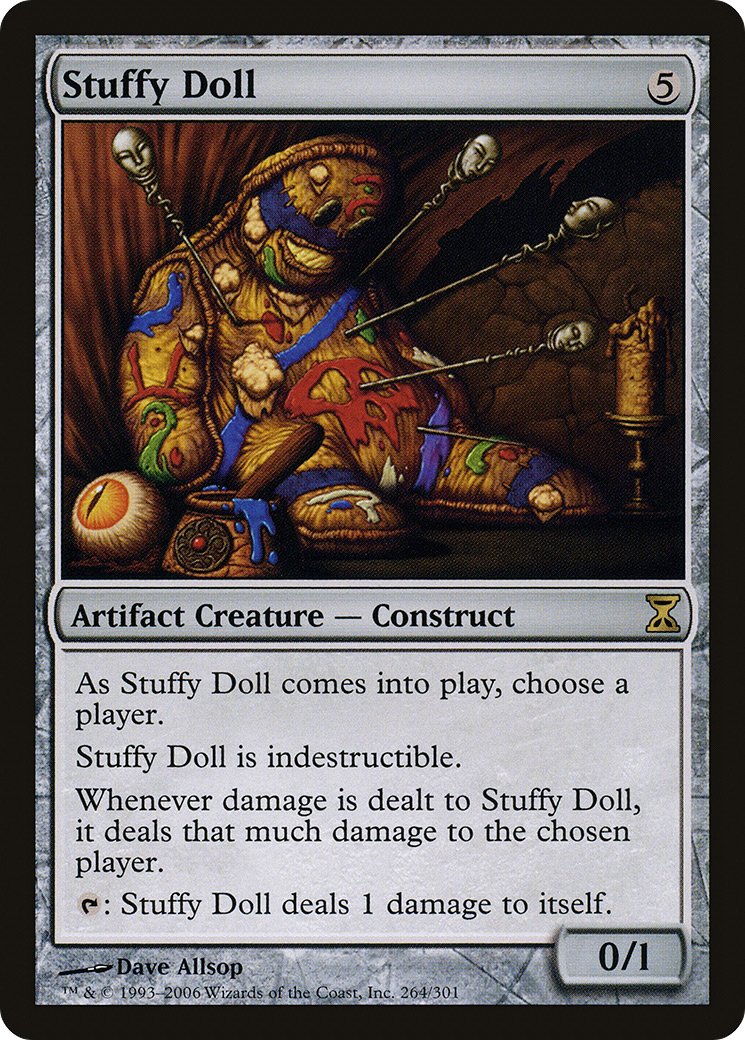 Stuffy Doll
5
Artifact Creature — Construct
As Stuffy Doll comes into play, choose a
player.
Stuffy Doll is indestructible.
Whenever damage is dealt to Stuffy Doll,
it deals that much damage to the chosen
player.
: Stuffy Doll deals 1 damage to itself.
0/1
Dave Allsop
™ & © 1993–2006 Wizards of the Coast, Inc. 264/301